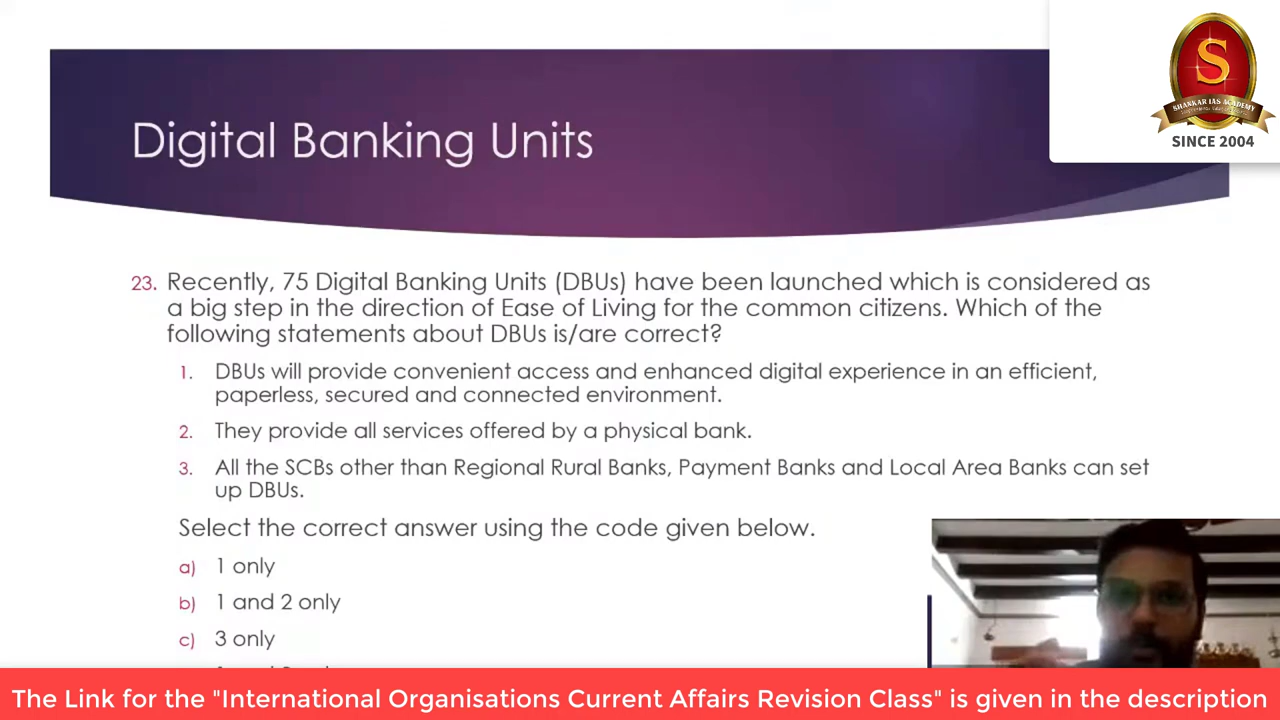 S
SHANKAR IAS ACADEMY
SINCE 2004
Digital Banking Units
23. Recently, 75 Digital Banking Units (DBUs) have been launched which is considered as
a big step in the direction of Ease of Living for the common citizens. Which of the
following statements about DBUs is/are correct?
1. DBUs will provide convenient access and enhanced digital experience in an efficient,
paperless, secured and connected environment.
2. They provide all services offered by a physical bank.
3. All the SCBs other than Regional Rural Banks, Payment Banks and Local Area Banks can set
up DBUs.
Select the correct answer using the code given below.
a) 1 only
b) 1 and 2 only
c) 3 only
The Link for the "International Organisations Current Affairs Revision Class" is given in the description